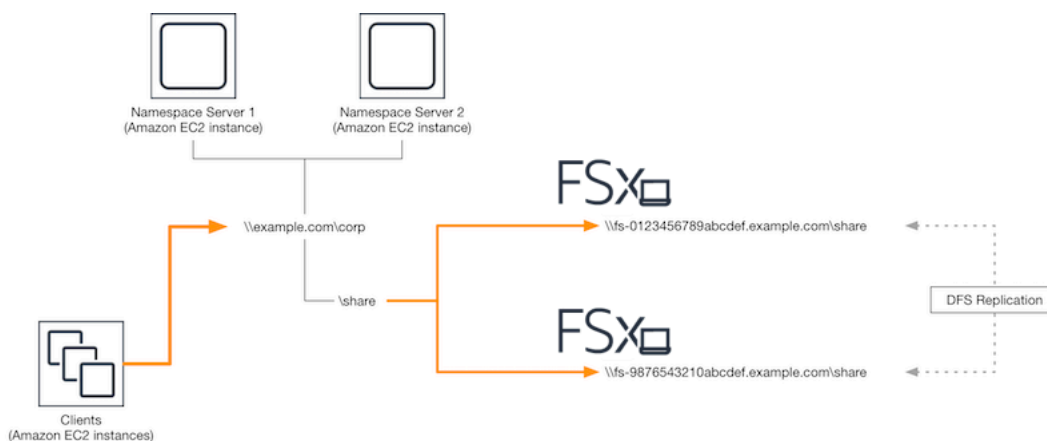 Namespace Server 1
(Amazon EC2 instance)
Namespace Server 2
(Amazon EC2 instance)
FSx
\\example.com\corp
\\fs-0123456789abcdef.example.com\share
\share
DFS Replication
FSx
\\fs-9876543210abcdef.example.com\share
Clients
(Amazon EC2 instances)